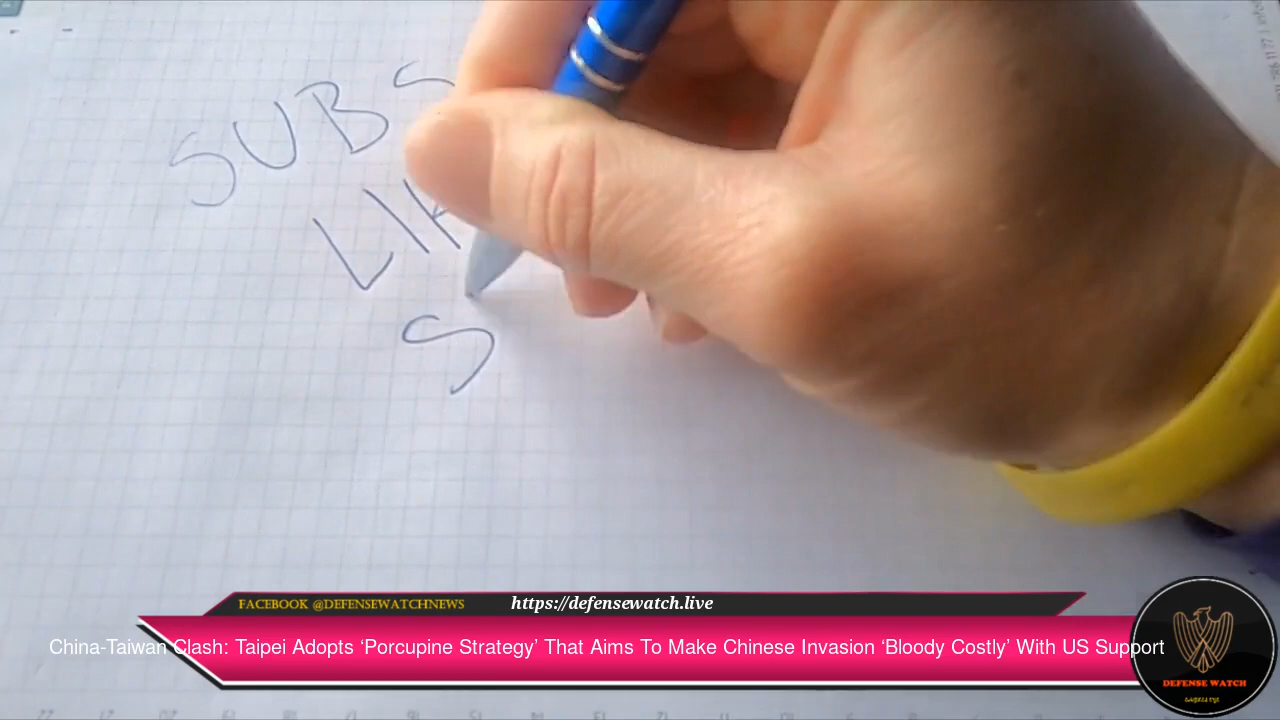 SUBS
LIK
S
FACEBOOK @DEFENSEWATCHNEWS
https://defensewatch.live
China-Taiwan Clash: Taipei Adopts ‘Porcupine Strategy’ That Aims To Make Chinese Invasion ‘Bloody Costly’ With US Support
DEFENSE WATCH